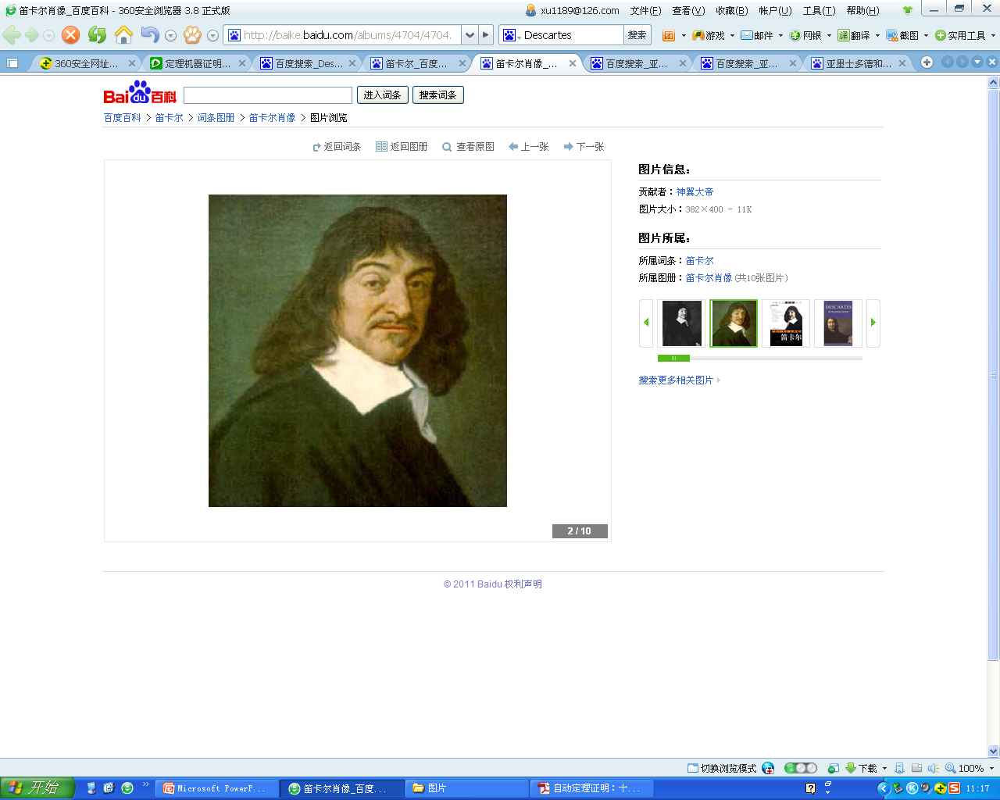 笛卡尔肖像_百度百科 - 360安全浏览器 3.8 正式版
xu1189@126.com 文件(F) 查看(V) 收藏(B) 帐户(U) 工具(T) 帮助(H)
http://baike.baidu.com/albums/4704/4704.
Descartes 搜索 游戏 邮件 网银 译 翻译 截图 实用工具
360安全网址... 定理机器证明... 百度搜索_Des... 笛卡尔_百度... 笛卡尔肖像_... 百度搜索_亚... 百度搜索_亚... 亚里士多德和...
Bai du 百科 进入词条 搜索词条
百度百科 > 笛卡尔 > 词条图册 > 笛卡尔肖像 > 图片浏览
返回词条 返回图册 查看原图 上一张 下一张
图片信息:
贡献者：神翼大帝
图片大小：382×400 - 11K
图片所属:
所属词条：笛卡尔
所属图册：笛卡尔肖像 (共10张图片)
笛卡尔
DESCARTES
搜索更多相关图片
2 / 10
© 2011 Baidu 权利声明
切换浏览模式 下载 100%
开始 Microsoft PowerP... 笛卡尔肖像_百度... 图片 自动定理证明：十... 11:17